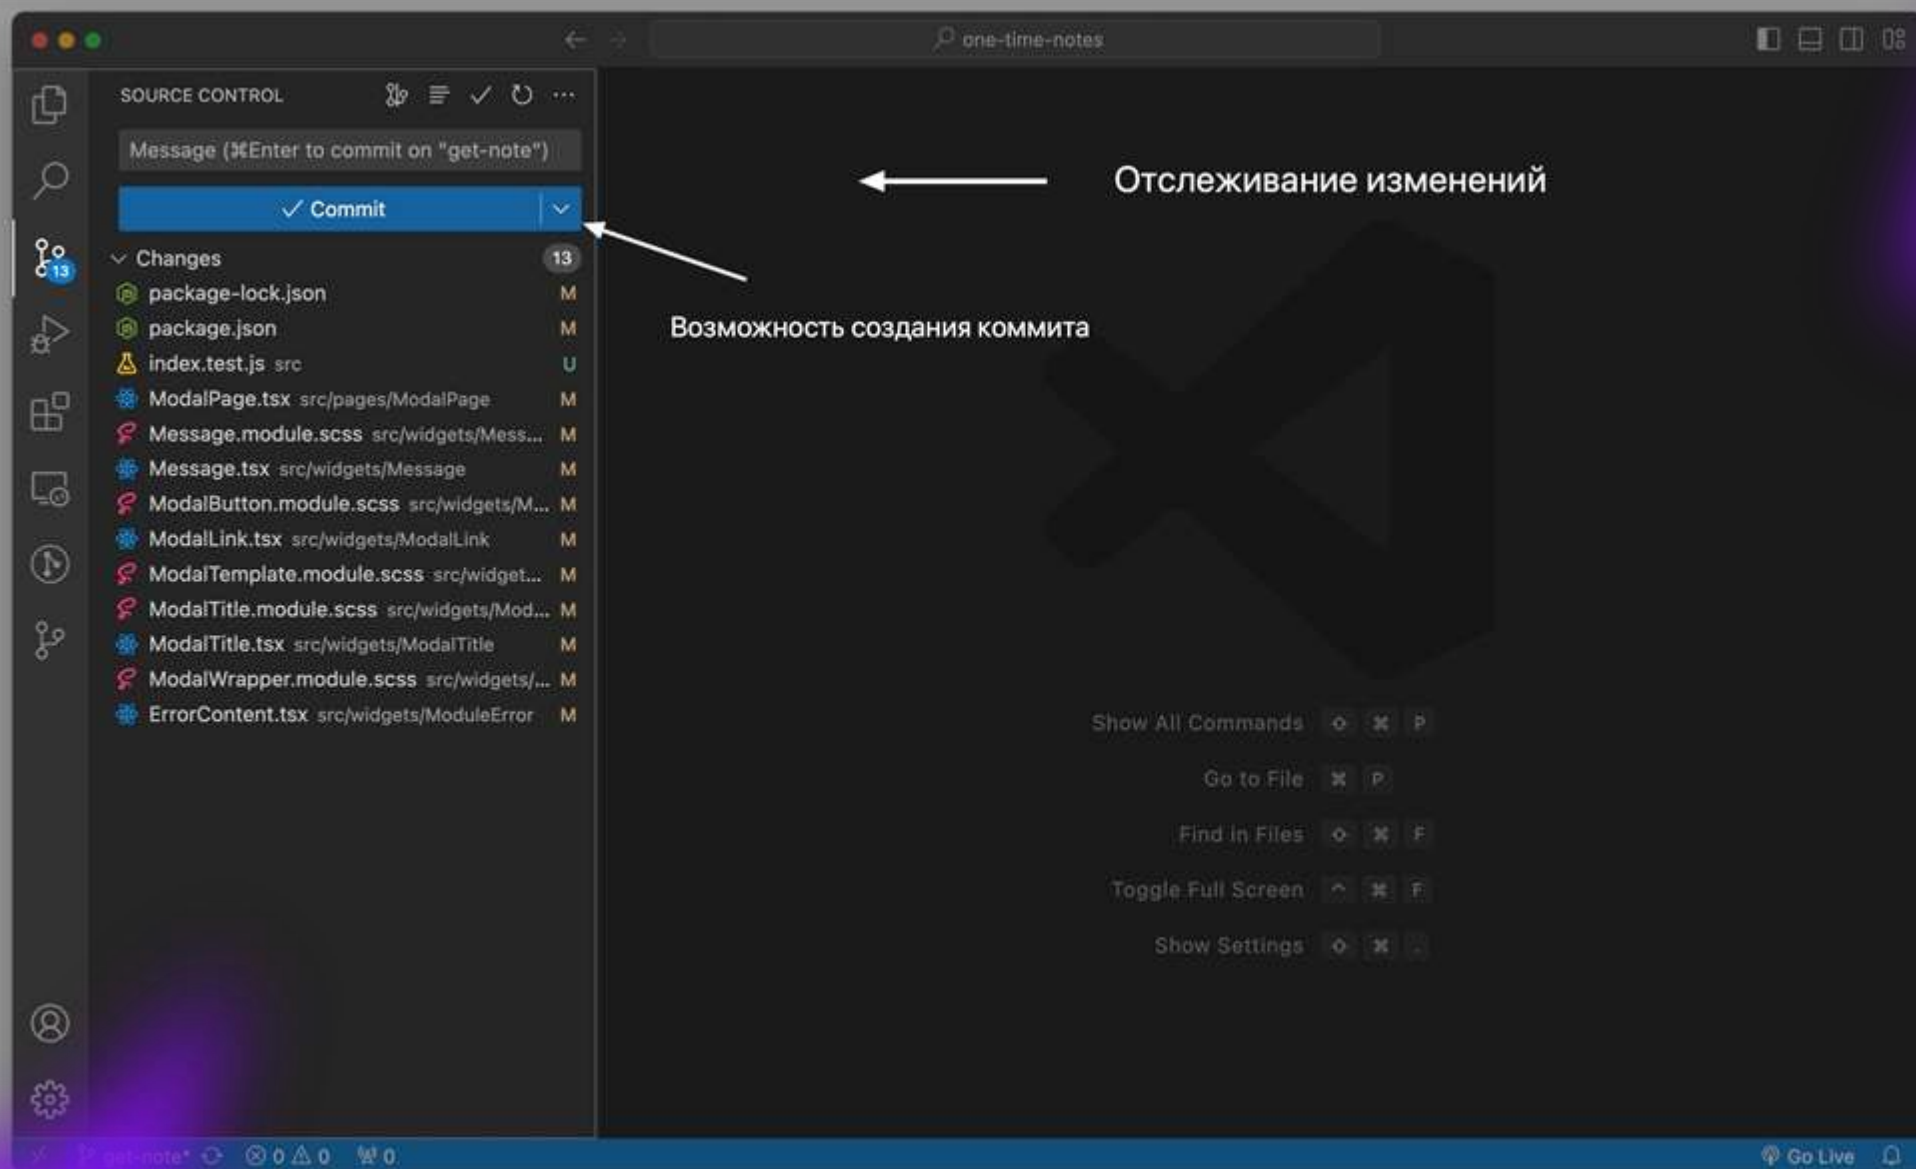 one-time-notes
SOURCE CONTROL
Message (⌘Enter to commit on "get-note")
Commit
Changes 13
package-lock.json M
package.json M
index.test.js src U
ModalPage.tsx src/pages/ModalPage M
Message.module.scss src/widgets/Mess... M
Message.tsx src/widgets/Message M
ModalButton.module.scss src/widgets/M... M
ModalLink.tsx src/widgets/ModalLink M
ModalTemplate.module.scss src/widget... M
ModalTitle.module.scss src/widgets/Mod... M
ModalTitle.tsx src/widgets/ModalTitle M
ModalWrapper.module.scss src/widgets/... M
ErrorContent.tsx src/widgets/ModuleError M
13
Отслеживание изменений
Возможность создания коммита
Show All Commands ⇧ ⌘ P
Go to File ⌘ P
Find in Files ⇧ ⌘ F
Toggle Full Screen ^ ⌘ F
Show Settings ⇧ ⌘ .
get-note* 0 0 0
Go Live